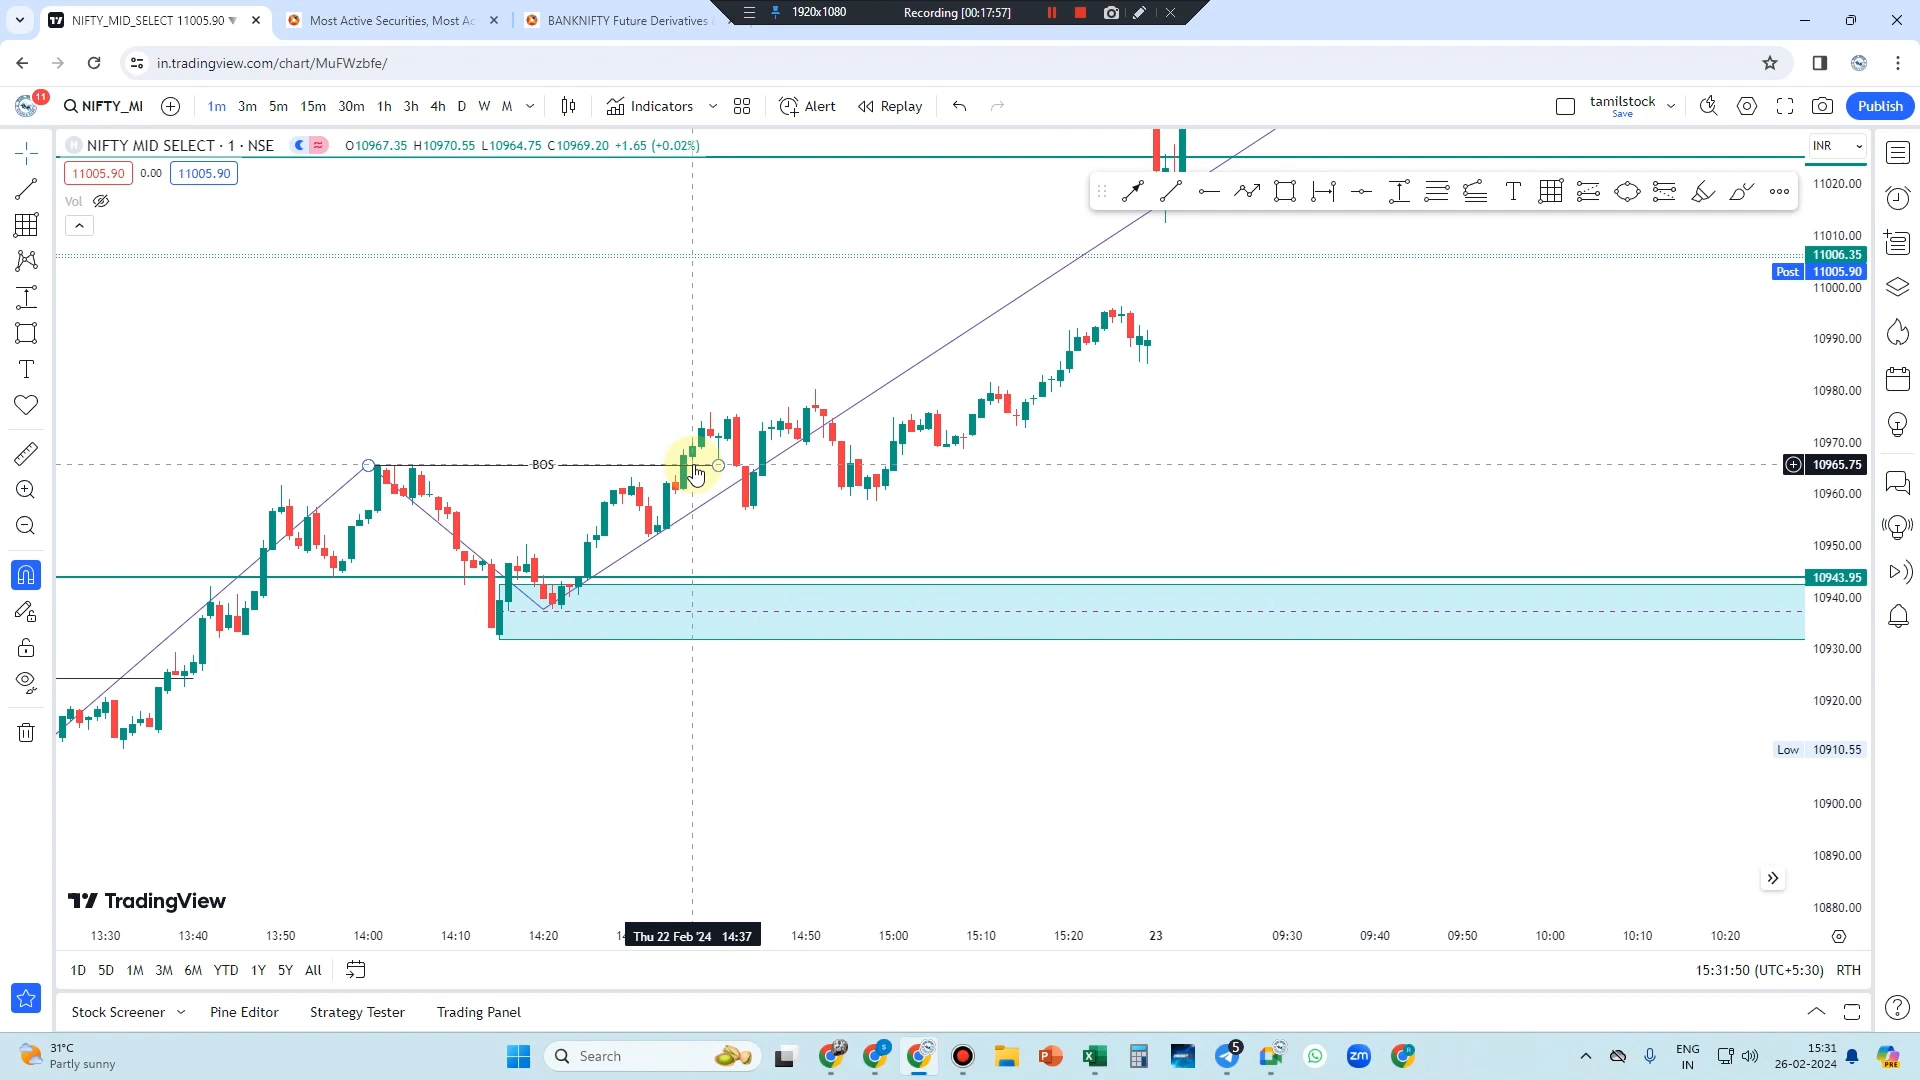 NIFTY_MID_SELECT 11005.90 ▼
Most Active Securities, Most Ac
BANKNIFTY Future Derivatives
1920x1080
Recording [00:17:57]
in.tradingview.com/chart/MuFWzbfe/
11
NIFTY_MI
1m 3m 5m 15m 30m 1h 3h 4h D W M
Indicators
Alert
Replay
tamilstock
Save
Publish
NIFTY MID SELECT · 1 · NSE
O10967.35 H10970.55 L10964.75 C10969.20 +1.65 (+0.02%)
INR
11005.90 0.00 11005.90
Vol
11020.00
11010.00
11006.35
Post 11005.90
11000.00
10990.00
10980.00
10970.00
BOS
10965.75
10960.00
10950.00
10943.95
10940.00
10930.00
10920.00
Low 10910.55
10900.00
10890.00
10880.00
TradingView
13:30 13:40 13:50 14:00 14:10 14:20 Thu 22 Feb '24 14:37 14:50 15:00 15:10 15:20 23 09:30 09:40 09:50 10:00 10:10 10:20
1D 5D 1M 3M 6M YTD 1Y 5Y All
15:31:50 (UTC+5:30) RTH
Stock Screener
Pine Editor
Strategy Tester
Trading Panel
31°C
Partly sunny
Search
5
zm
ENG
IN
15:31
26-02-2024